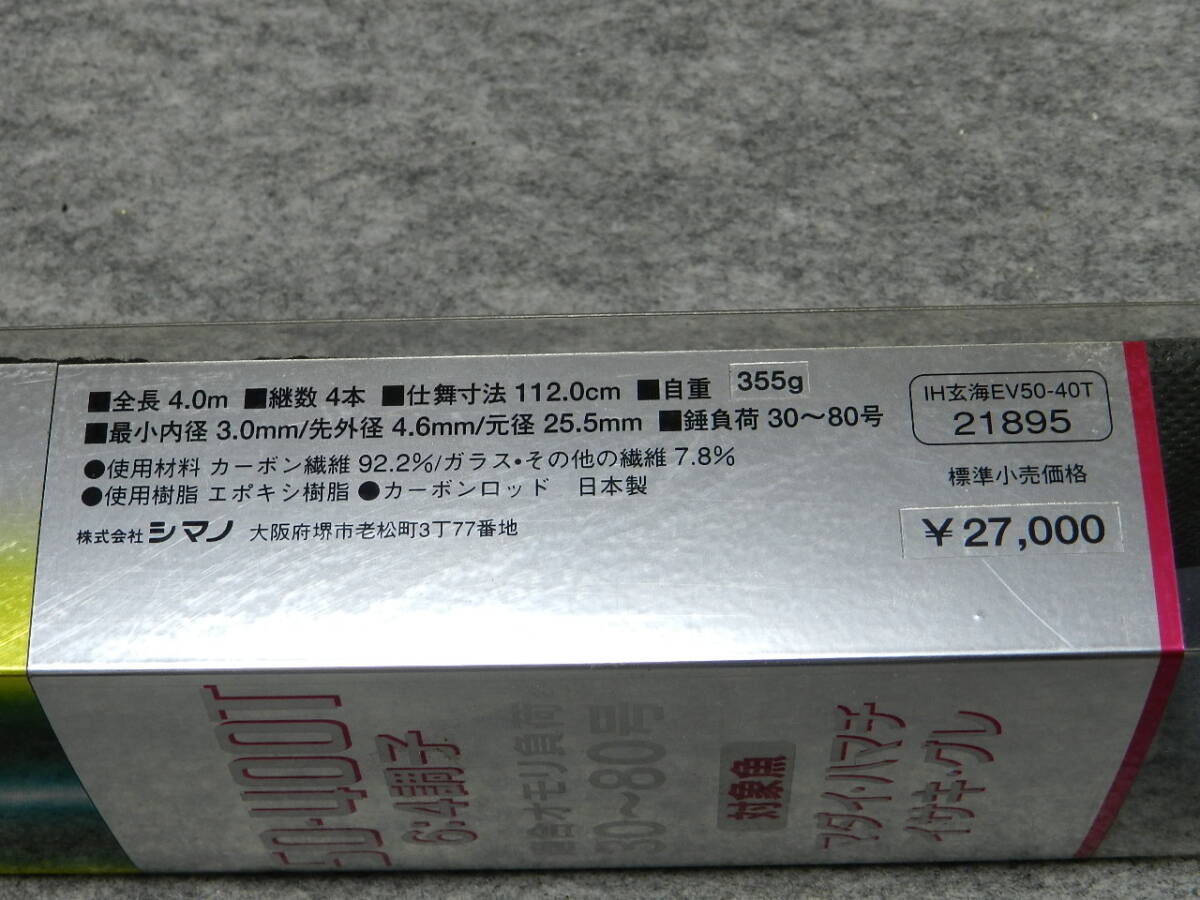 ■全長 4.0m ■継数 4本 ■仕舞寸法 112.0cm ■自重 355g
■最小内径 3.0mm/先外径 4.6mm/元径 25.5mm ■錘負荷 30〜80号
●使用材料 カーボン繊維 92.2%/ガラス・その他の繊維 7.8%
●使用樹脂 エポキシ樹脂 ●カーボンロッド 日本製
株式会社 シマノ 大阪府堺市老松町3丁77番地
IH玄海EV50-40T
21895
標準小売価格
￥27,000
50-400T
6:4調子
適合オモリ負荷
30〜80号
対象魚
マダイ・ハマチ
イサキ・グレ